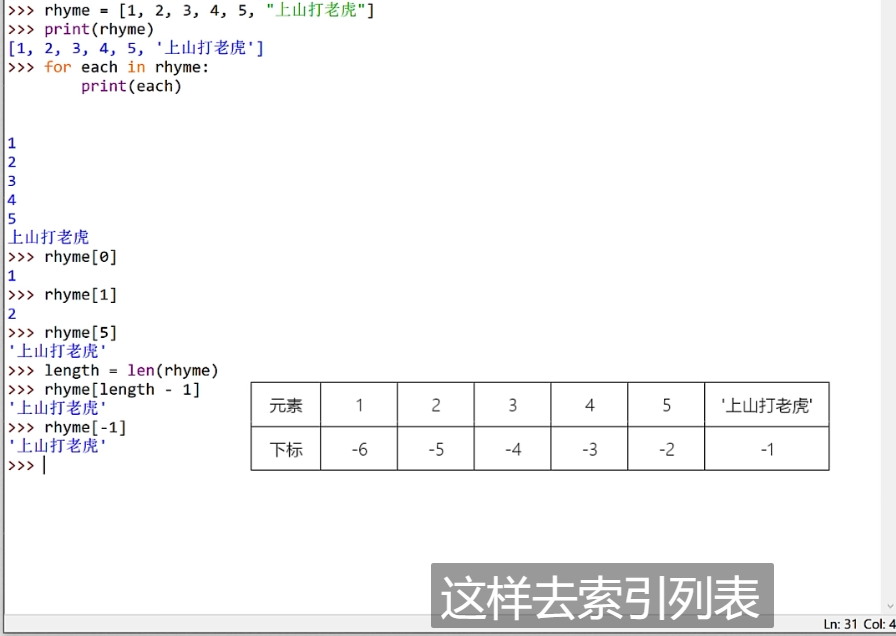 >>> rhyme = [1, 2, 3, 4, 5, "上山打老虎"]
>>> print(rhyme)
[1, 2, 3, 4, 5, '上山打老虎']
>>> for each in rhyme:
        print(each)
1
2
3
4
5
上山打老虎
>>> rhyme[0]
1
>>> rhyme[1]
2
>>> rhyme[5]
'上山打老虎'
>>> length = len(rhyme)
>>> rhyme[length - 1]
'上山打老虎'
>>> rhyme[-1]
'上山打老虎'
>>>
元素 1 2 3 4 5 '上山打老虎'
下标 -6 -5 -4 -3 -2 -1
这样去索引列表
Ln: 31 Col: 4